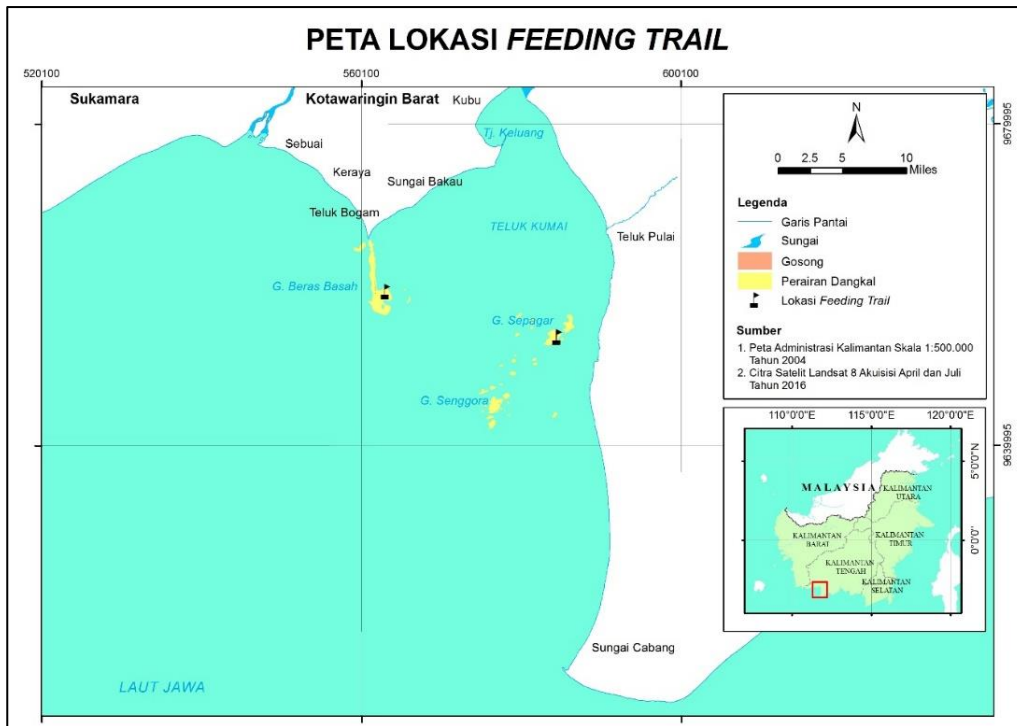 PETA LOKASI FEEDING TRAIL
520100
560100
600100
Sukamara
Kotawaringin Barat
Kubu
Tj. Keluang
9679995
Sebuai
Keraya
Sungai Bakau
Teluk Bogam
TELUK KUMAI
Teluk Pulai
G. Beras Basah
G. Sepagar
G. Senggora
9639995
Sungai Cabang
LAUT JAWA
N
0 2.5 5 10
Miles
Legenda
Garis Pantai
Sungai
Gosong
Perairan Dangkal
Lokasi Feeding Trail
Sumber
1. Peta Administrasi Kalimantan Skala 1:500.000
Tahun 2004
2. Citra Satelit Landsat 8 Akuisisi April dan Juli
Tahun 2016
110°0'0"E 115°0'0"E 120°0'0"E
5°0'0"N
0°0'0"
MALAYSIA
KALIMANTAN
UTARA
KALIMANTAN
BARAT
KALIMANTAN
TIMUR
KALIMANTAN
TENGAH
KALIMANTAN
SELATAN